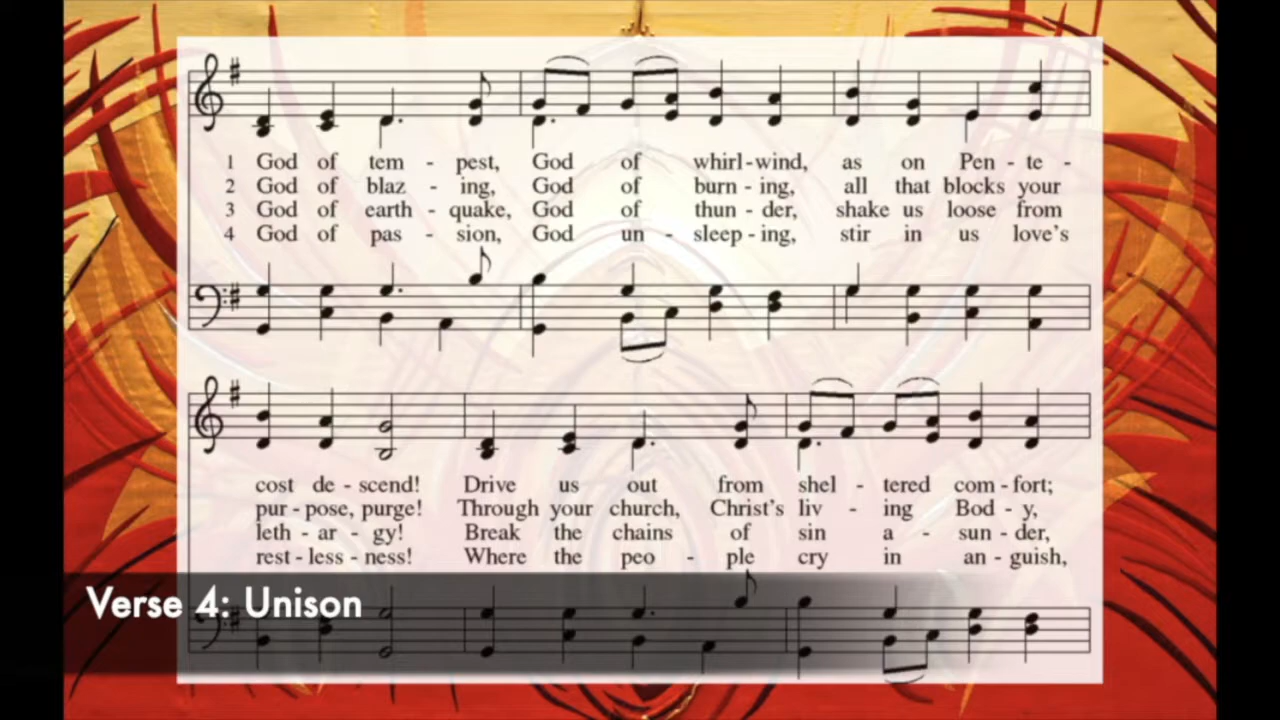 1 God of tem - pest, God of whirl - wind, as on Pen - te -
2 God of blaz - ing, God of burn - ing, all that blocks your
3 God of earth - quake, God of thun - der, shake us loose from
4 God of pas - sion, God un - sleep - ing, stir in us love's
cost de - scend! Drive us out from shel - tered com - fort;
pur - pose, purge! Through your church, Christ's liv - ing Bod - y,
leth - ar - gy! Break the chains of sin a - sun - der,
rest - less - ness! Where the peo - ple cry in an - guish,
Verse 4: Unison